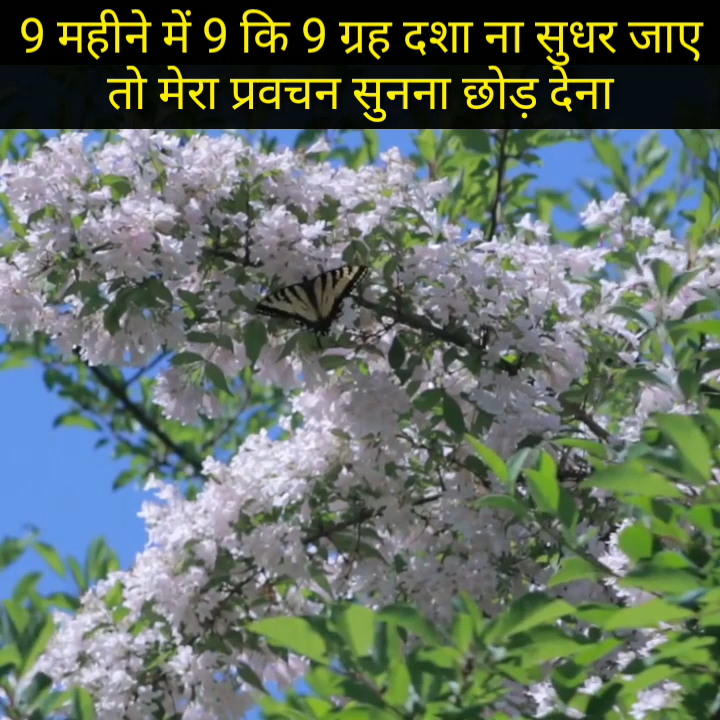 9 महीने में 9 कि 9 ग्रह दशा ना सुधर जाए
तो मेरा प्रवचन सुनना छोड़ देना